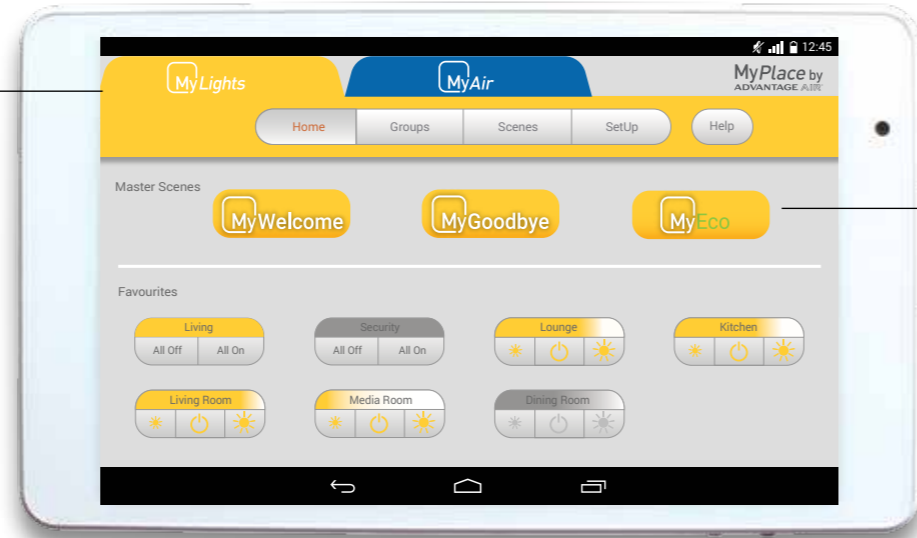 12:45
MyLights
MyAir
MyPlace by
ADVANTAGE AIR
Home
Groups
Scenes
SetUp
Help
Master Scenes
MyWelcome
MyGoodbye
MyEco
Favourites
Living
Security
Lounge
Kitchen
All Off
All On
All Off
All On
Living Room
Media Room
Dining Room